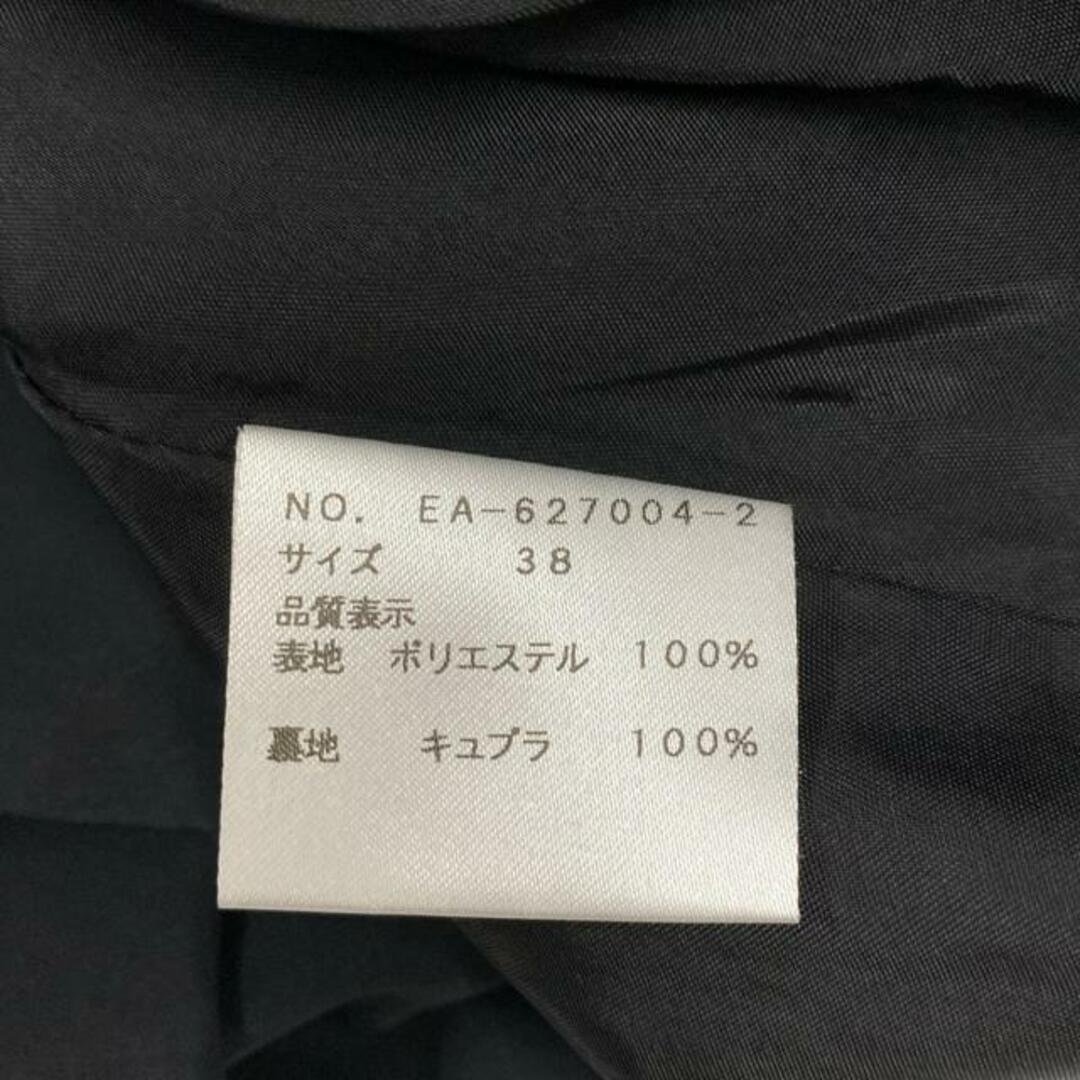 NO. EA-627004-2
サイズ 38
品質表示
表地 ポリエステル 100%
裏地 キュプラ 100%